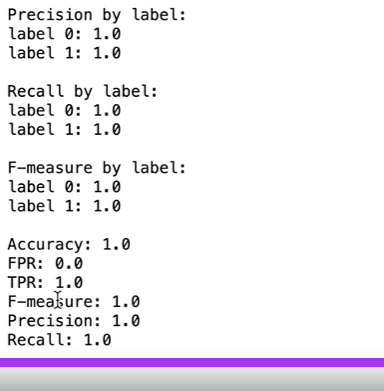 Precision by label:
label 0: 1.0
label 1: 1.0
Recall by label:
label 0: 1.0
label 1: 1.0
F-measure by label:
label 0: 1.0
label 1: 1.0
Accuracy: 1.0
FPR: 0.0
TPR: 1.0
F-measure: 1.0
Precision: 1.0
Recall: 1.0